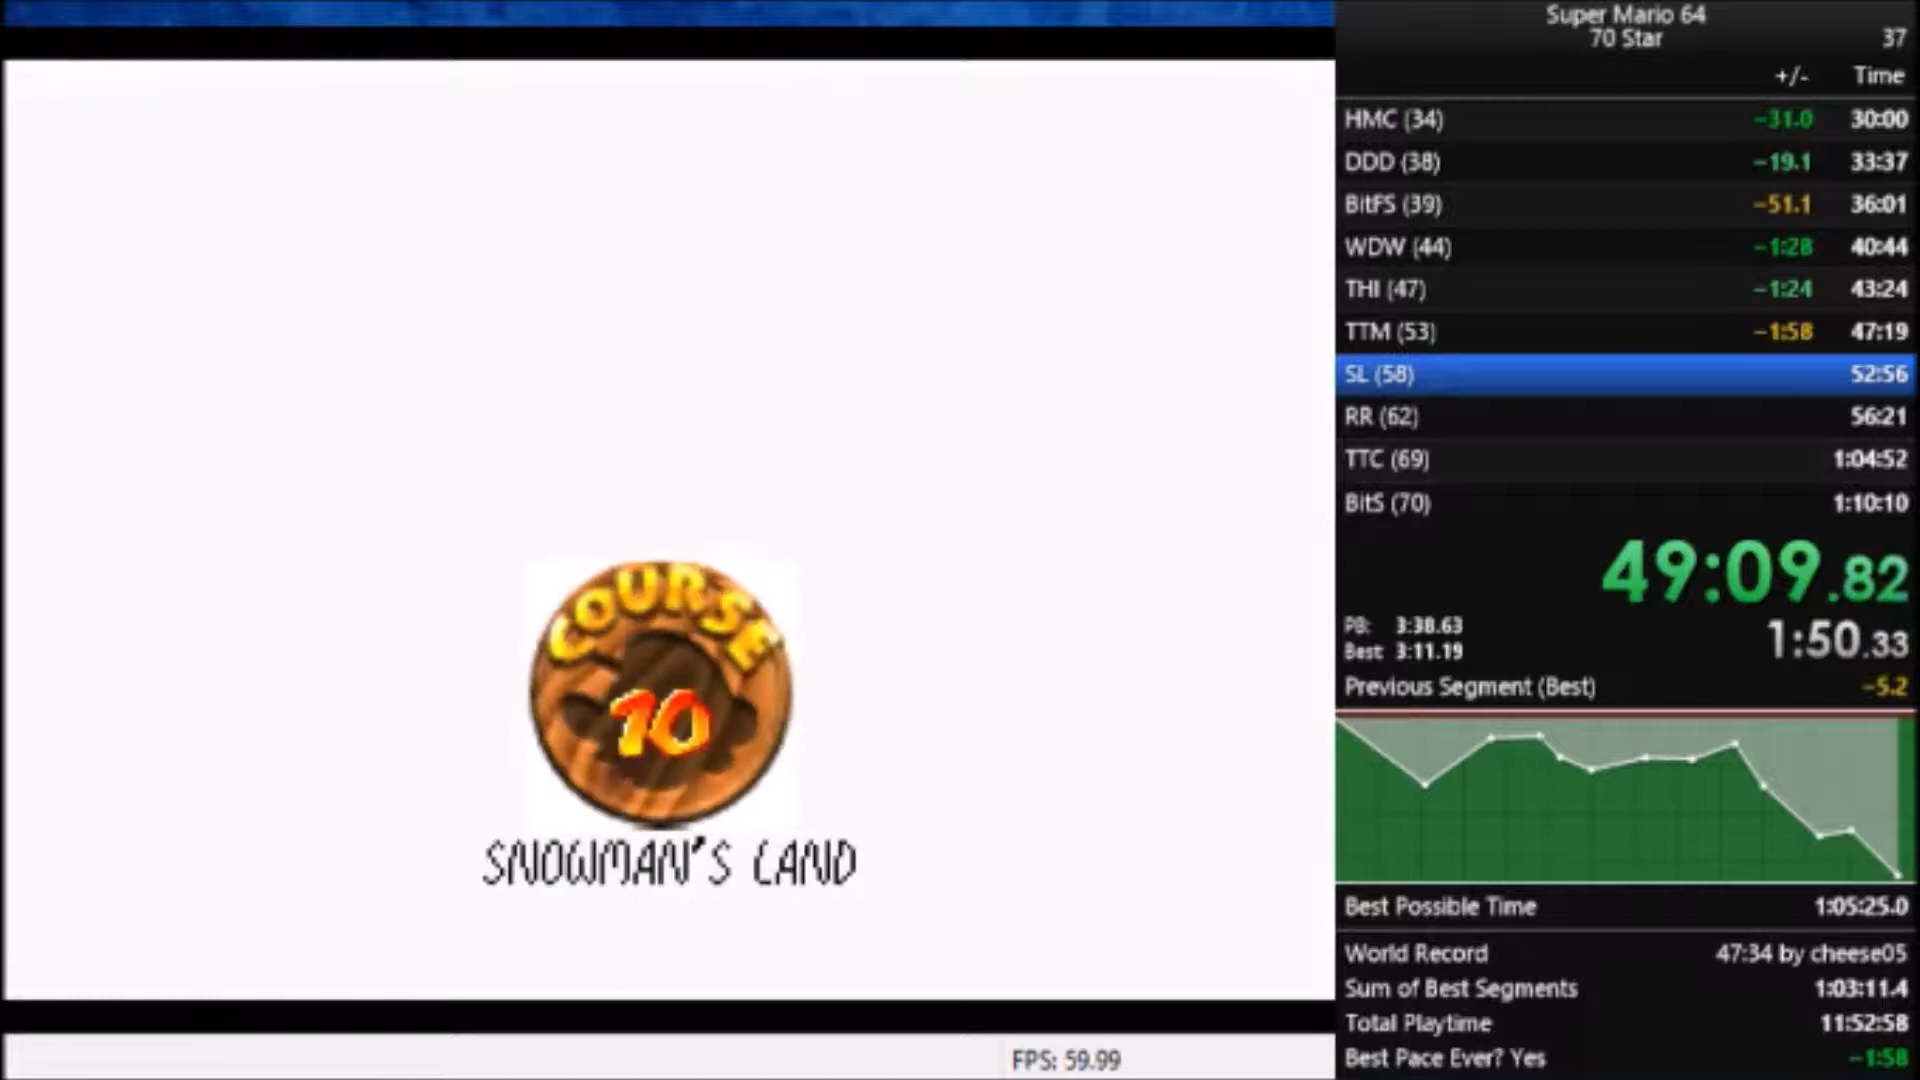 Super Mario 64
70 Star 37
+/- Time
HMC (34) -31.0 30:00
DDD (38) -19.1 33:37
BitFS (39) -51.1 36:01
WDW (44) -1:28 40:44
THI (47) -1:24 43:24
TTM (53) -1:58 47:19
SL (58) 52:56
RR (62) 56:21
TTC (69) 1:04:52
BitS (70) 1:10:10
49:09.82
PB: 3:38.63
Best: 3:11.19
1:50.33
Previous Segment (Best) -5.2
Best Possible Time 1:05:25.0
World Record 47:34 by cheese05
Sum of Best Segments 1:03:11.4
Total Playtime 11:52:58
Best Pace Ever? Yes -1:58
COURSE
10
SNOWMAN'S LAND
FPS: 59.99